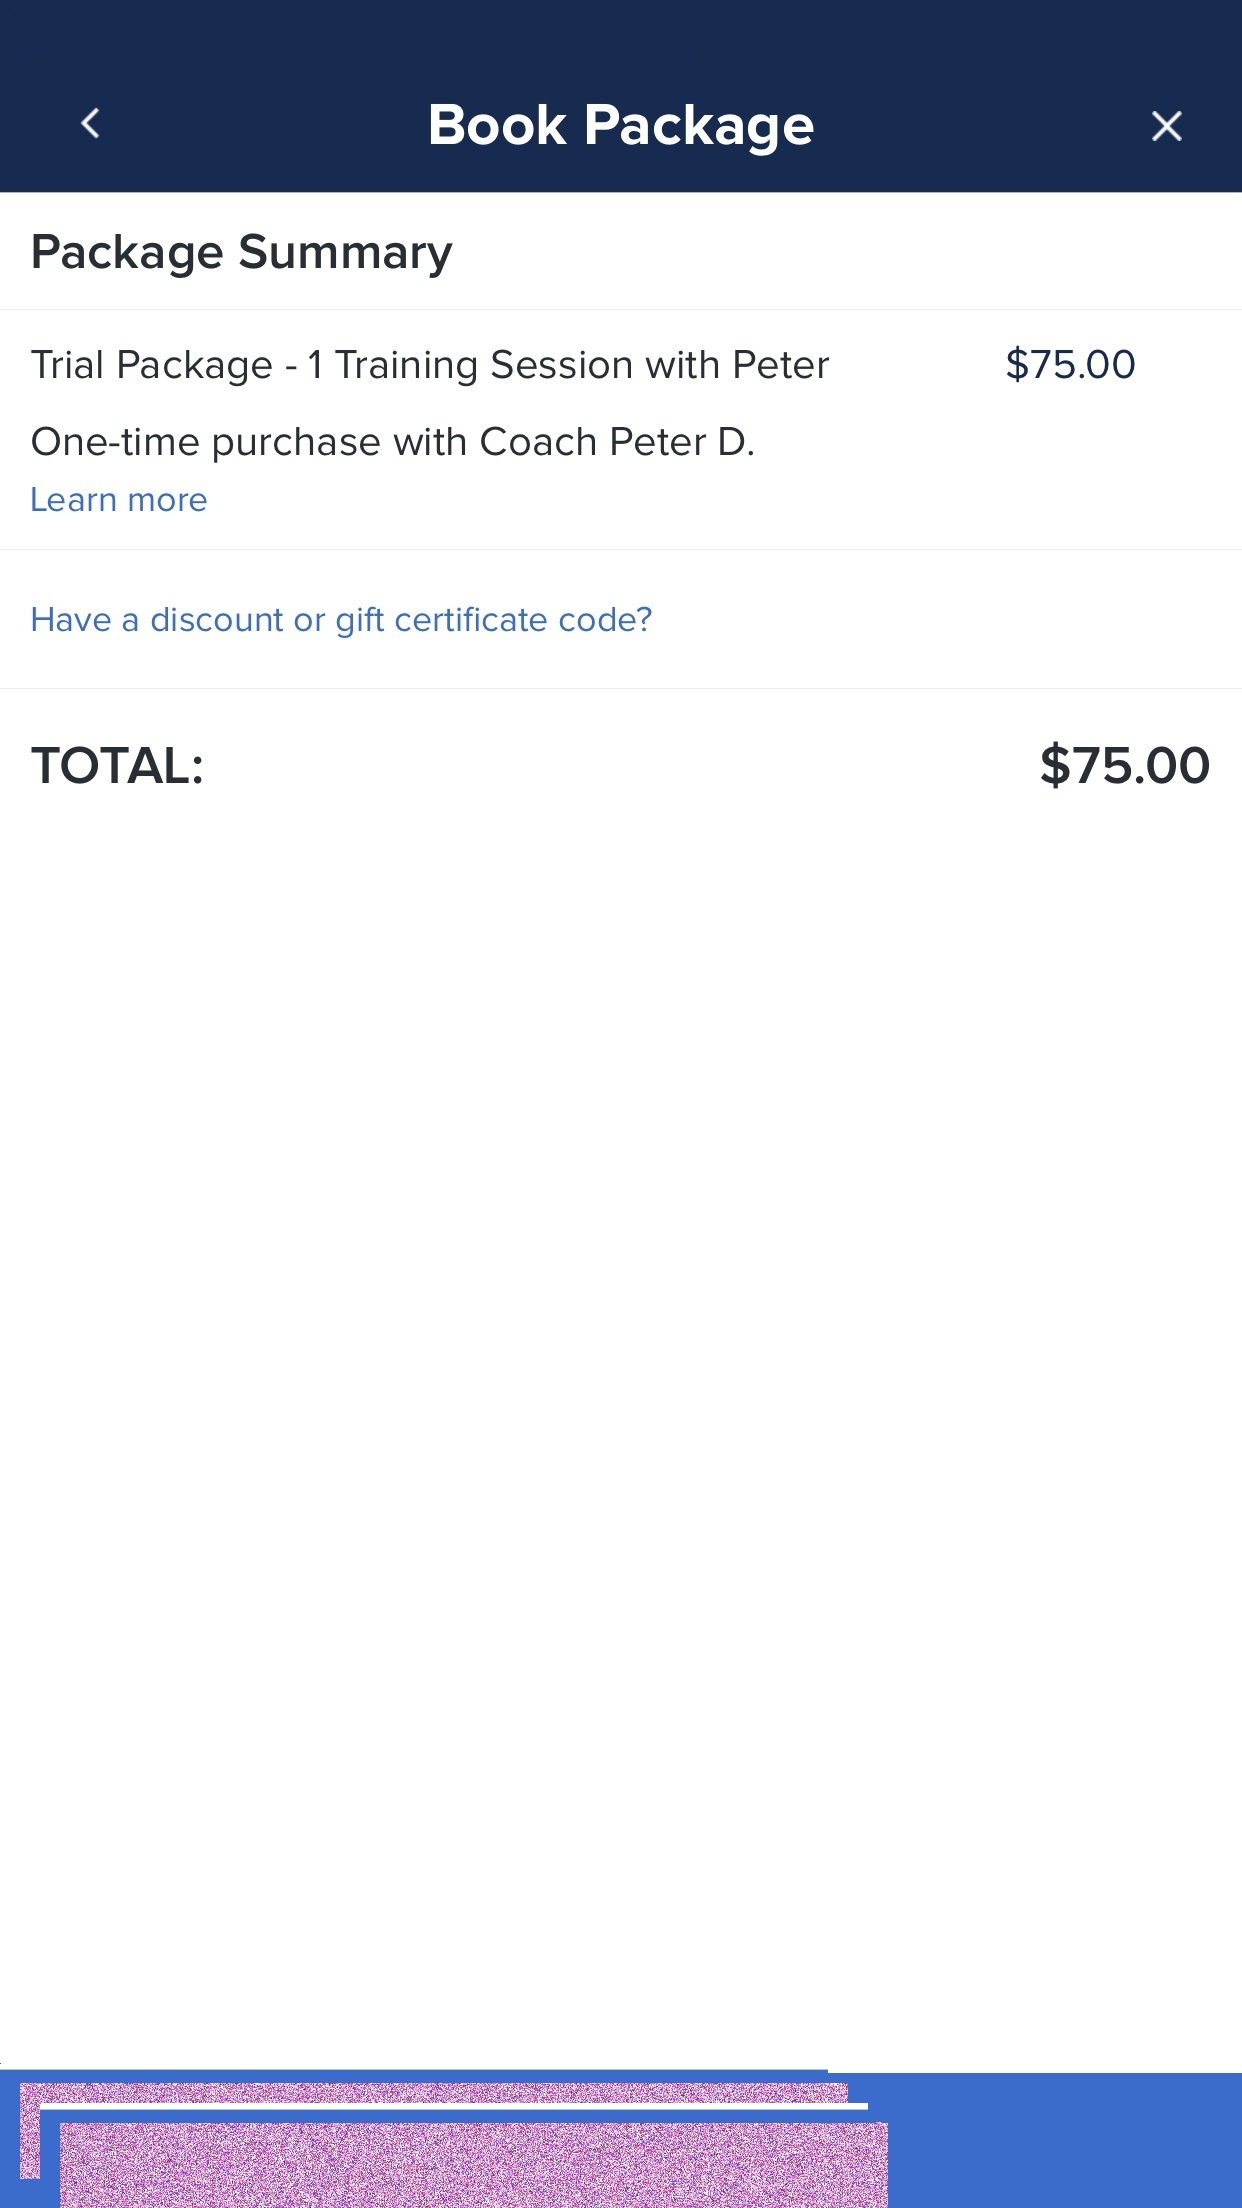 Book Package
Package Summary
Trial Package - 1 Training Session with Peter $75.00
One-time purchase with Coach Peter D.
Learn more
Have a discount or gift certificate code?
TOTAL: $75.00